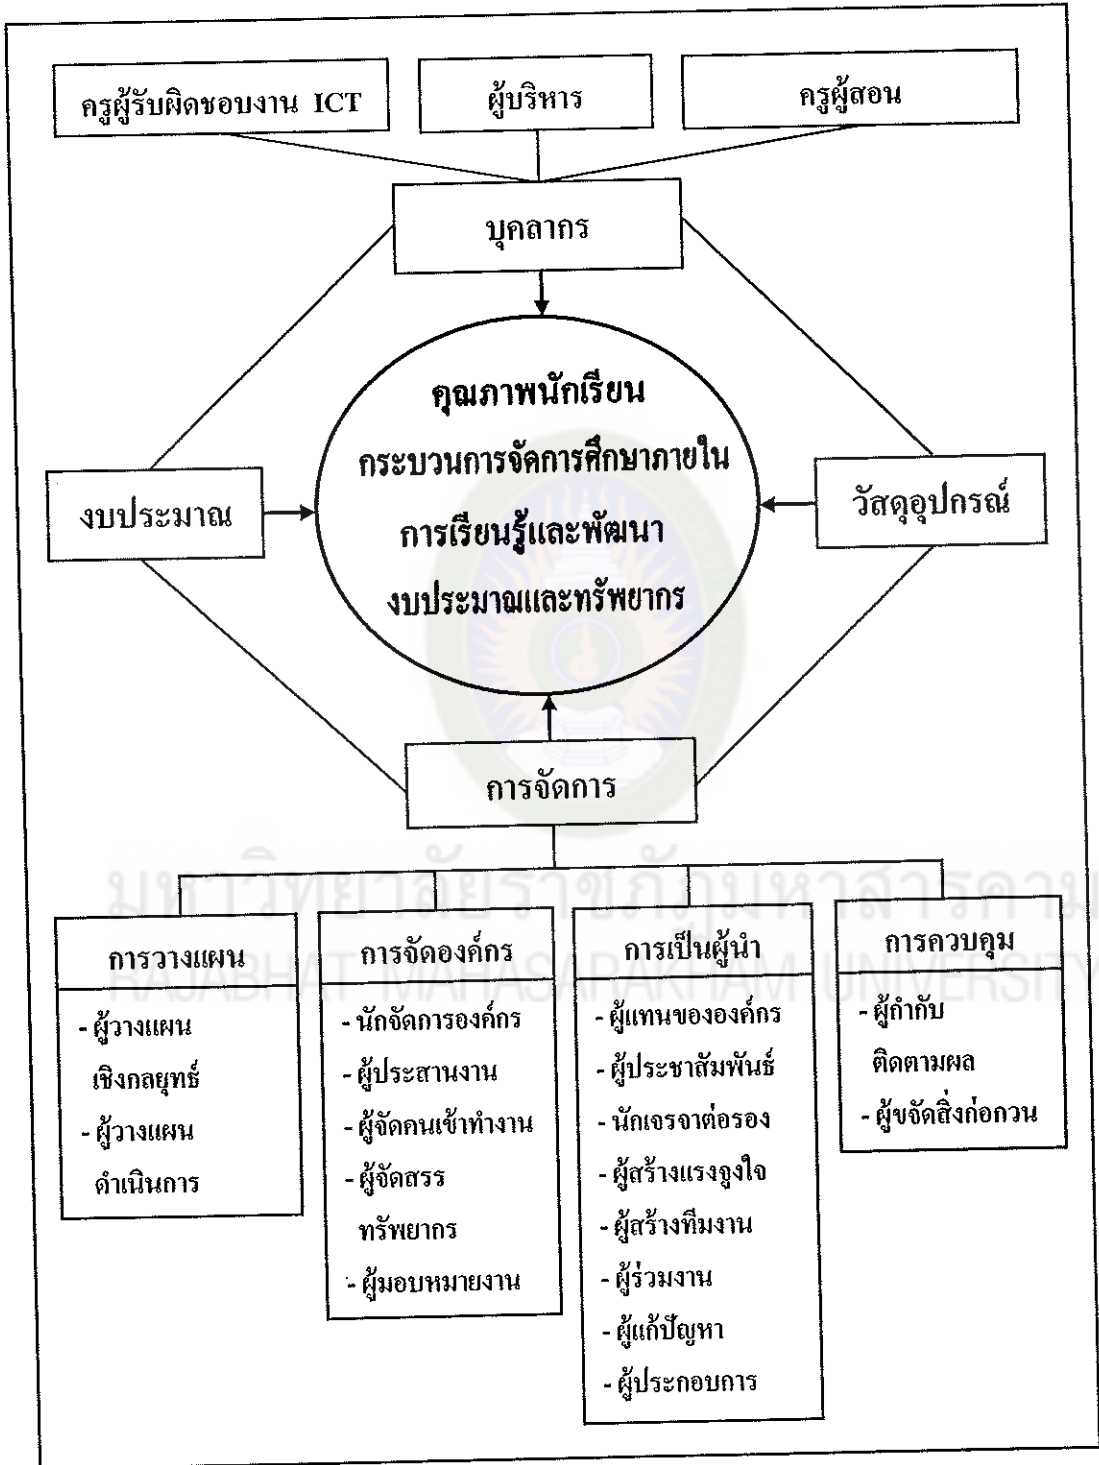 ครูผู้รับผิดชอบงาน ICT
ผู้บริหาร
ครูผู้สอน
บุคลากร
คุณภาพนักเรียน
กระบวนการจัดการศึกษาภายใน
การเรียนรู้และพัฒนา
งบประมาณและทรัพยากร
งบประมาณ
วัสดุอุปกรณ์
การจัดการ
มหาวิทยาลัยราชภัฏมหาสารคาม
RAJABHAT MAHASARAKHAM UNIVERSITY
การวางแผน
- ผู้วางแผน
เชิงกลยุทธ์
- ผู้วางแผน
ดำเนินการ
การจัดองค์กร
- นักจัดการองค์กร
- ผู้ประสานงาน
- ผู้จัดคนเข้าทำงาน
- ผู้จัดสรร
ทรัพยากร
- ผู้มอบหมายงาน
การเป็นผู้นำ
- ผู้แทนขององค์กร
- ผู้ประชาสัมพันธ์
- นักเจรจาต่อรอง
- ผู้สร้างแรงจูงใจ
- ผู้สร้างทีมงาน
- ผู้ร่วมงาน
- ผู้แก้ปัญหา
- ผู้ประกอบการ
การควบคุม
- ผู้กำกับ
ติดตามผล
- ผู้ขจัดสิ่งก่อกวน